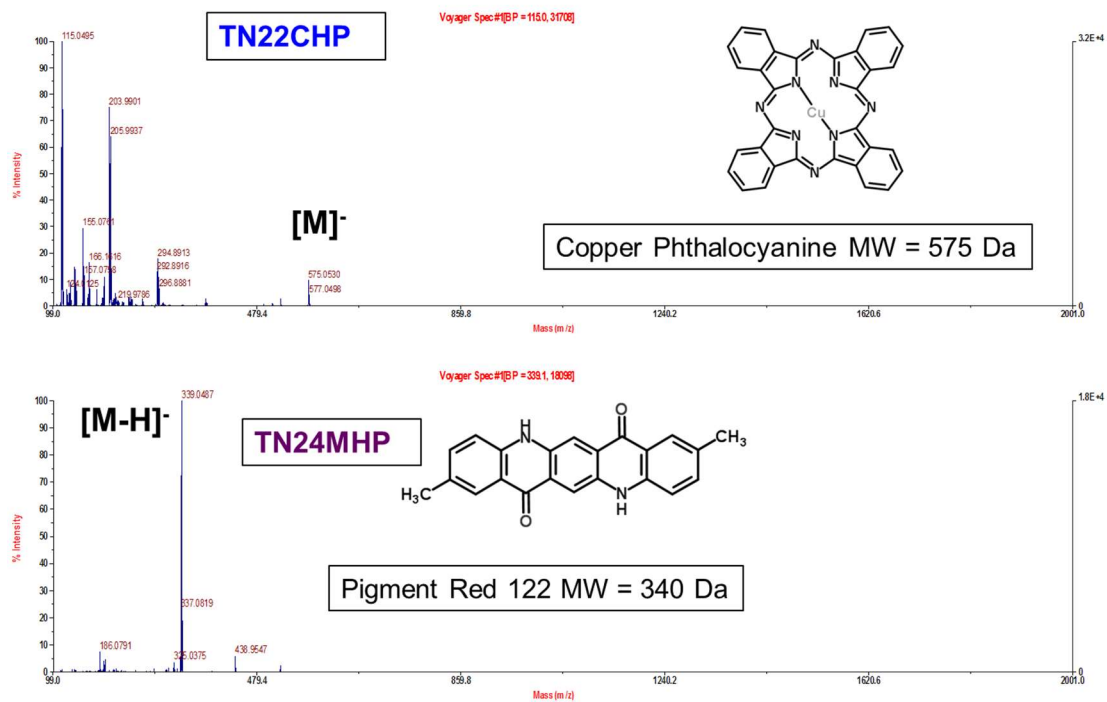 Voyager Spec#1[BP = 115.0, 31708]
TN22CHP
115.0495
203.9901
205.9937
155.0761
166.1616
157.0798
124.0125
219.9786
294.8913
292.8916
296.8881
[M]-
575.0530
577.0498
N
N
N
N
N
N
N
N
Cu
Copper Phthalocyanine MW = 575 Da
3.2E+4
0
100
90
80
70
60
50
40
30
20
10
0
% Intensity
99.0
479.4
859.8
1240.2
1620.6
2001.0
Mass (m/z)
Voyager Spec#1[BP = 339.1, 18098]
[M-H]-
339.0487
TN24MHP
H
N
O
CH3
H3C
O
N
H
Pigment Red 122 MW = 340 Da
337.0819
186.0791
325.0375
438.9547
1.8E+4
0
100
90
80
70
60
50
40
30
20
10
0
% Intensity
99.0
479.4
859.8
1240.2
1620.6
2001.0
Mass (m/z)